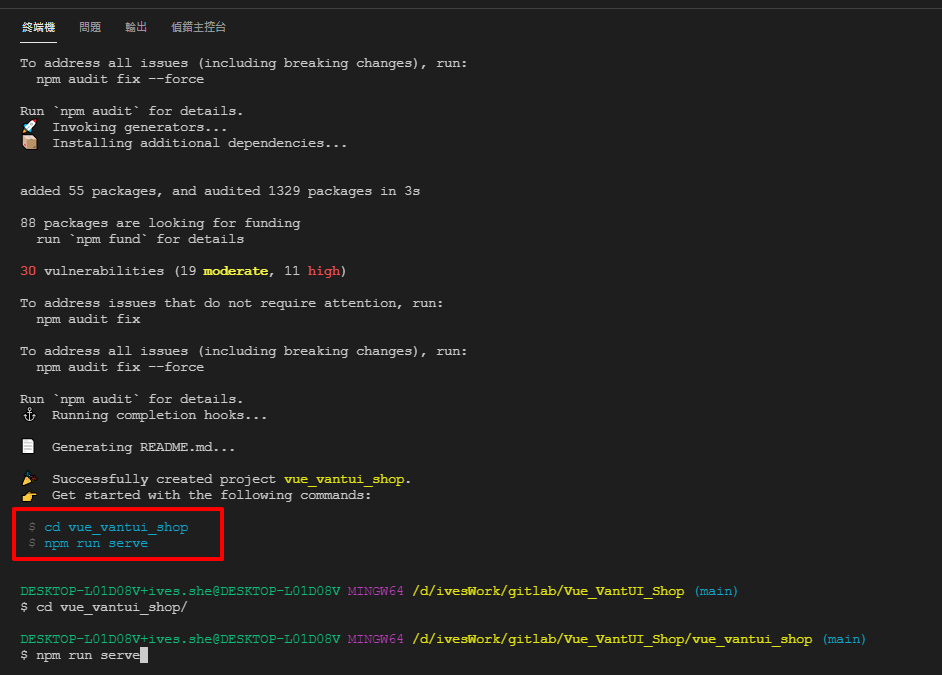 終端機 問題 輸出 偵錯主控台
To address all issues (including breaking changes), run:
npm audit fix --force
Run `npm audit` for details.
🚀 Invoking generators...
📦 Installing additional dependencies...
added 55 packages, and audited 1329 packages in 3s
88 packages are looking for funding
run `npm fund` for details
30 vulnerabilities (19 moderate, 11 high)
To address issues that do not require attention, run:
npm audit fix
To address all issues (including breaking changes), run:
npm audit fix --force
Run `npm audit` for details.
⚓ Running completion hooks...
📄 Generating README.md...
🎉 Successfully created project vue_vantui_shop.
👉 Get started with the following commands:
$ cd vue_vantui_shop
$ npm run serve
DESKTOP-L01D08V+ives.she@DESKTOP-L01D08V MINGW64 /d/ivesWork/gitlab/Vue_VantUI_Shop (main)
$ cd vue_vantui_shop/
DESKTOP-L01D08V+ives.she@DESKTOP-L01D08V MINGW64 /d/ivesWork/gitlab/Vue_VantUI_Shop/vue_vantui_shop (main)
$ npm run serve